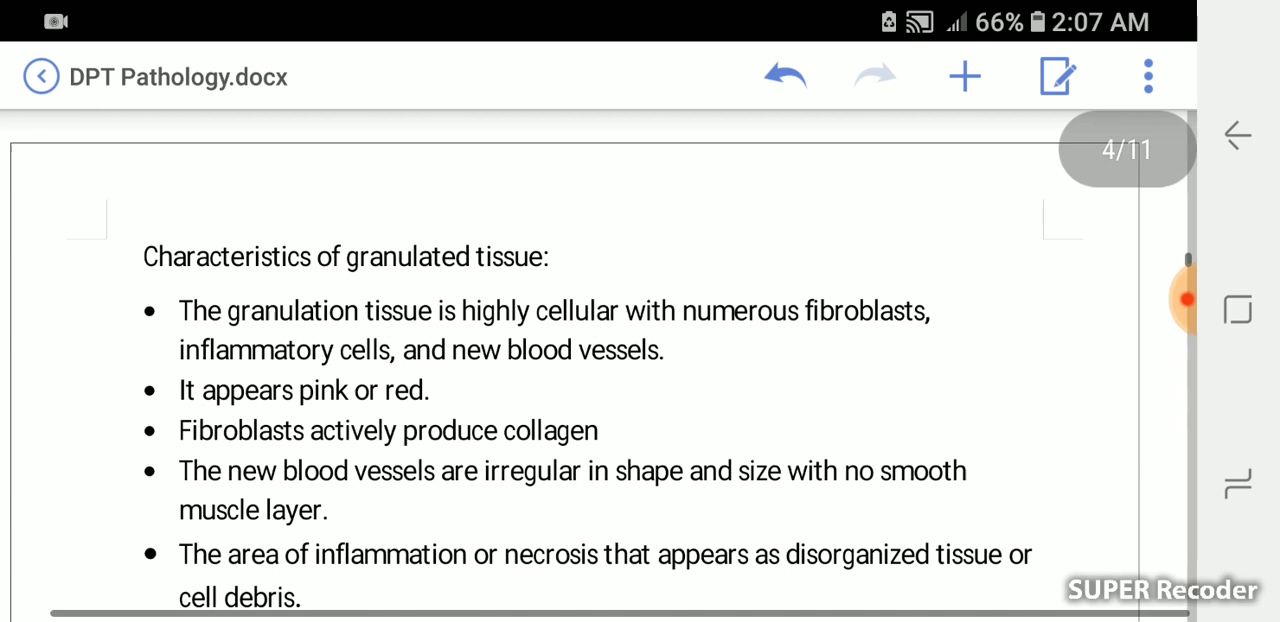 66% 2:07 AM
DPT Pathology.docx
4/11
Characteristics of granulated tissue:
• The granulation tissue is highly cellular with numerous fibroblasts,
inflammatory cells, and new blood vessels.
• It appears pink or red.
• Fibroblasts actively produce collagen
• The new blood vessels are irregular in shape and size with no smooth
muscle layer.
• The area of inflammation or necrosis that appears as disorganized tissue or
cell debris.
SUPER Recoder